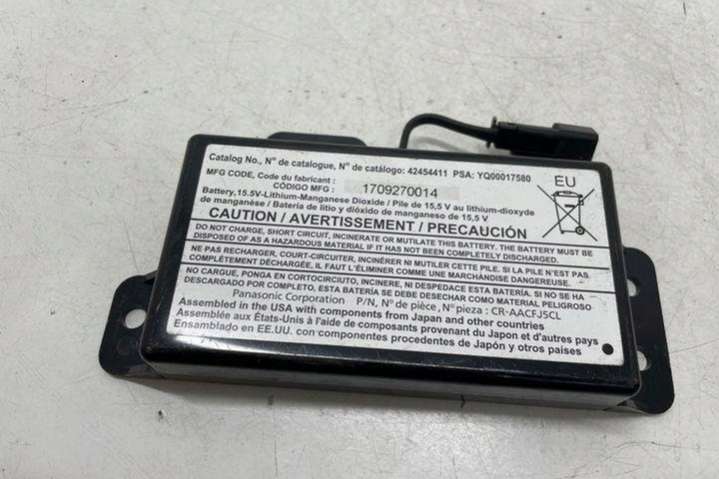 Catalog No., N° de catalogue, N° de catálogo: 42454411 PSA: YQ00017580
MFG CODE, Code du fabricant :
CÓDIGO MFG : 1709270014
Battery,15.5V-Lithium-Manganese Dioxide / Pile de 15,5 V au lithium-dioxyde
de manganèse / Batería de litio y dióxido de manganeso de 15,5 V
EU
CAUTION / AVERTISSEMENT / PRECAUCIÓN
DO NOT CHARGE, SHORT CIRCUIT, INCINERATE OR MUTILATE THIS BATTERY. THE BATTERY MUST BE
DISPOSED OF AS A HAZARDOUS MATERIAL IF IT HAS NOT BEEN COMPLETELY DISCHARGED.
NE PAS RECHARGER, COURT-CIRCUITER, INCINÉRER NI MUTILER CETTE PILE. SI LA PILE N'EST PAS
COMPLÈTEMENT DÉCHARGÉE, IL FAUT L'ÉLIMINER COMME UNE MARCHANDISE DANGEREUSE.
NO CARGUE, PONGA EN CORTOCIRCUITO, INCINERE, NI DESPEDACE ESTA BATERÍA. SI NO SE HA
DESCARGADO POR COMPLETO, ESTA BATERÍA SE DEBE DESECHAR COMO MATERIAL PELIGROSO
Panasonic Corporation P/N, N° de pièce, N° pieza : CR-AACFJSCL
Assembled in the USA with components from Japan and other countries
Assemblée aux États-Unis à l'aide de composants provenant du Japon et d'autres pays
Ensamblado en EE.UU. con componentes procedentes de Japón y otros países